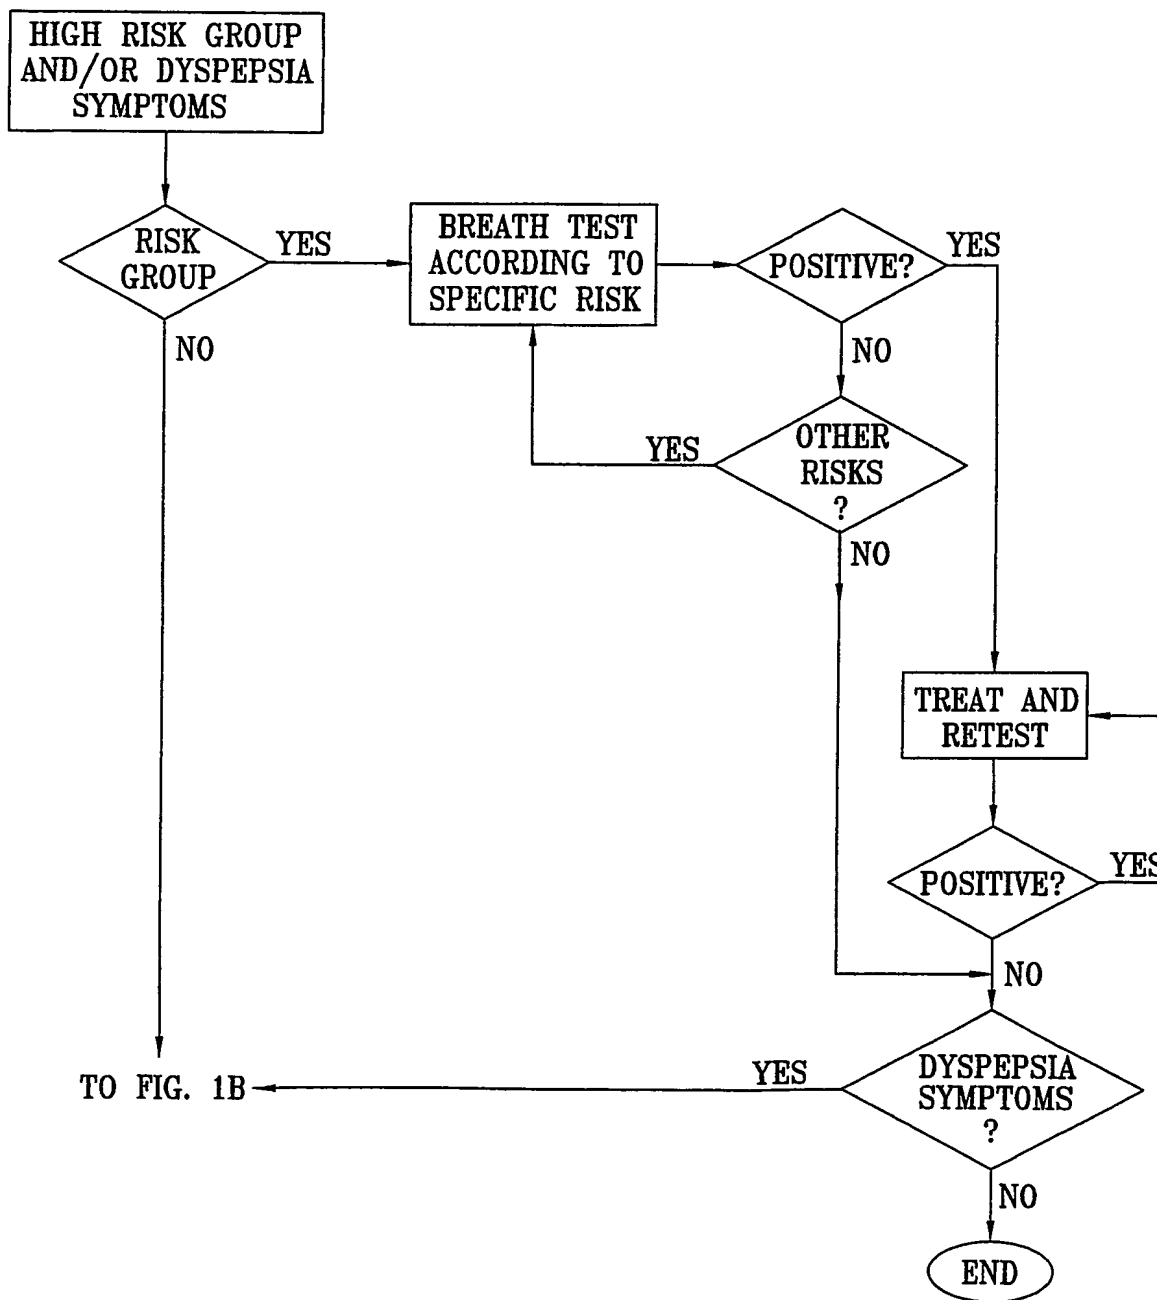 HIGH RISK GROUP
AND/OR DYSPEPSIA
SYMPTOMS
RISK
GROUP
YES
NO
BREATH TEST
ACCORDING TO
SPECIFIC RISK
POSITIVE?
YES
NO
OTHER
RISKS
?
YES
NO
TREAT AND
RETEST
POSITIVE?
YES
NO
DYSPEPSIA
SYMPTOMS
?
YES
TO FIG. 1B
NO
END